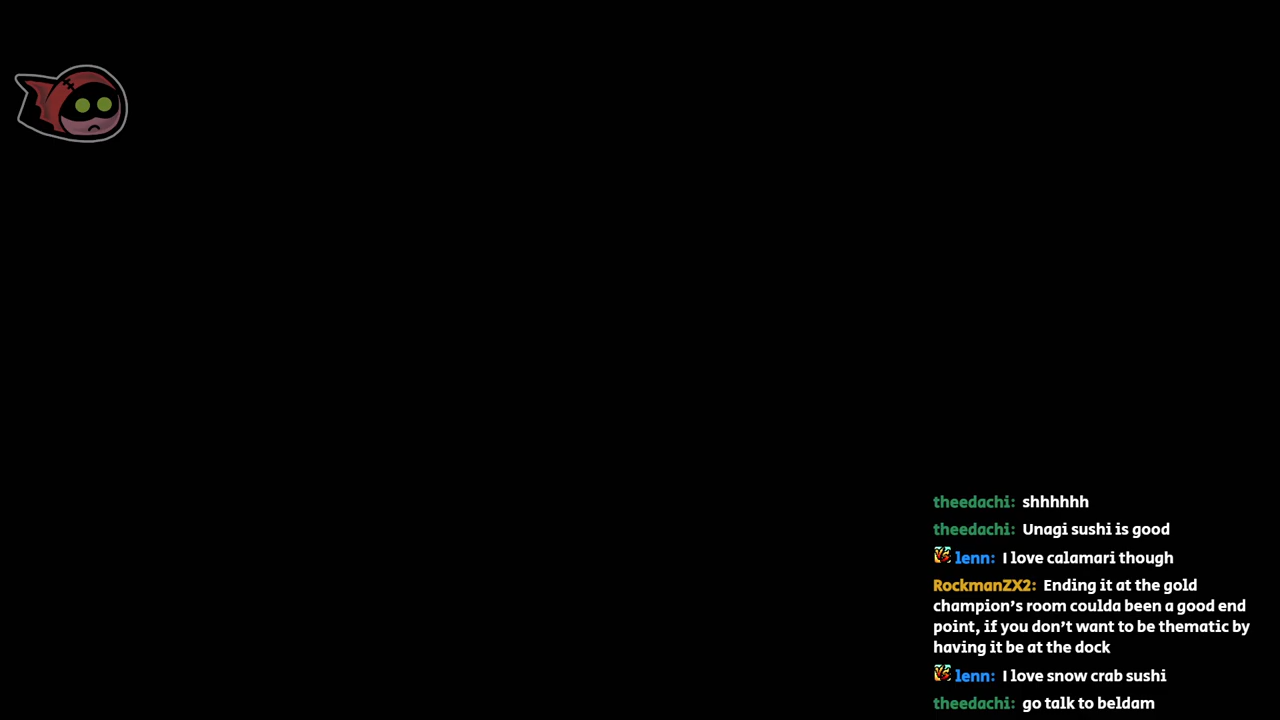 theedachi: shhhhhh
theedachi: Unagi sushi is good
lenn: I love calamari though
RockmanZX2: Ending it at the gold
champion's room coulda been a good end
point, if you don't want to be thematic by
having it be at the dock
lenn: I love snow crab sushi
theedachi: go talk to beldam